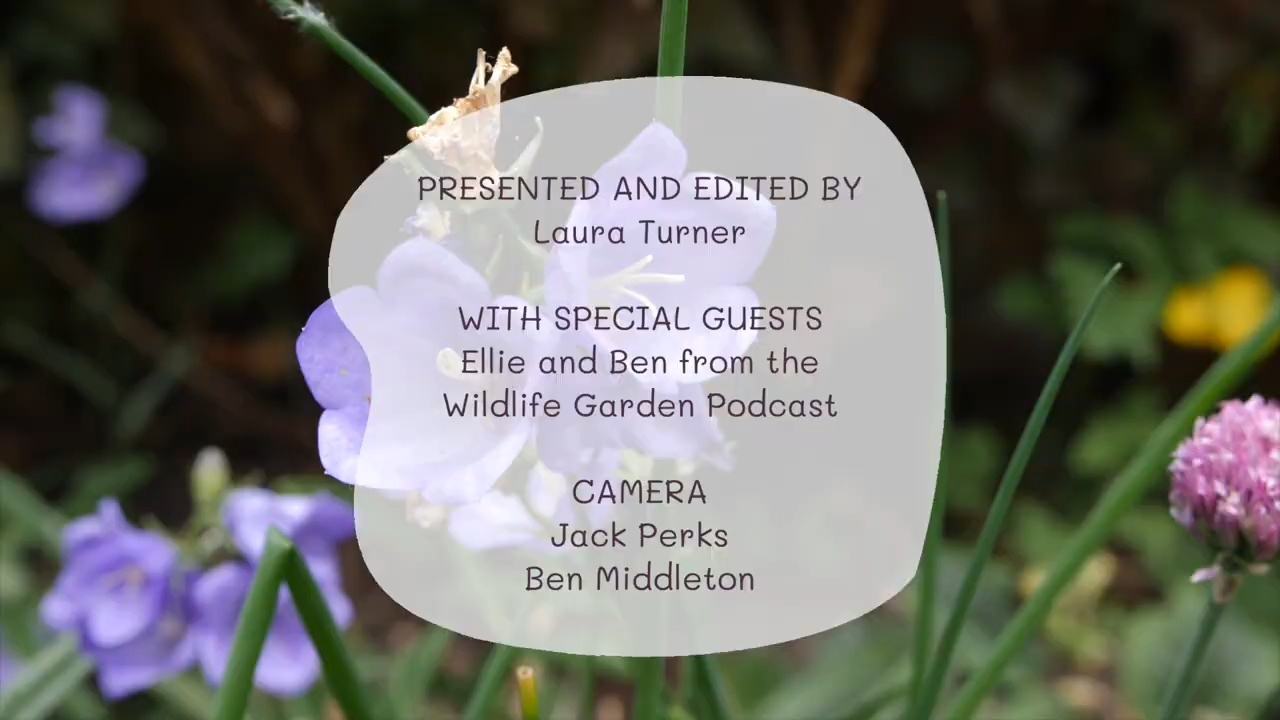 PRESENTED AND EDITED BY
Laura Turner
WITH SPECIAL GUESTS
Ellie and Ben from the
Wildlife Garden Podcast
CAMERA
Jack Perks
Ben Middleton